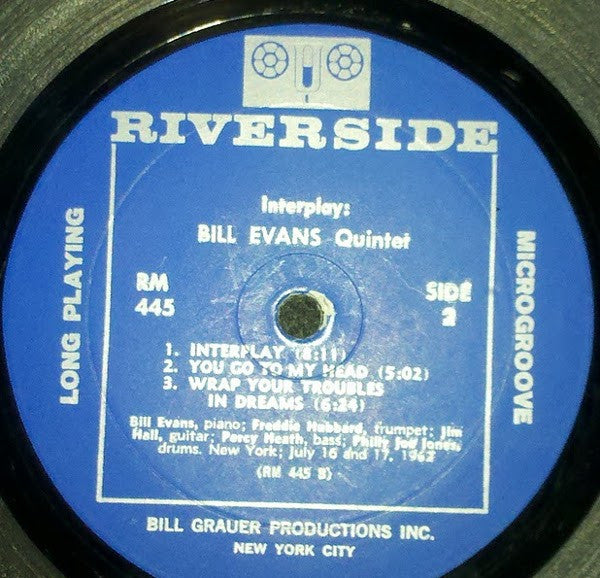 RIVERSIDE
Interplay:
BILL EVANS Quintet
RM
445
SIDE
2
LONG PLAYING
MICROGROOVE
1. INTERPLAY (8:11)
2. YOU GO TO MY HEAD (5:02)
3. WRAP YOUR TROUBLES
IN DREAMS (6:24)
Bill Evans, piano; Freddie Hubbard, trumpet; Jim
Hall, guitar; Percy Heath, bass; Philly Joe Jones,
drums. New York; July 16 and 17, 1962
(RM 445 B)
BILL GRAUER PRODUCTIONS INC.
NEW YORK CITY